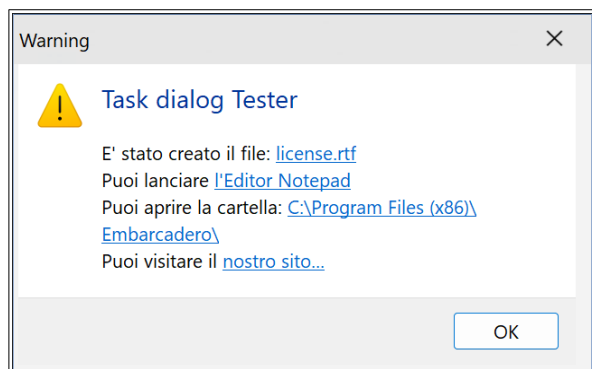 Warning
Task dialog Tester
E' stato creato il file: license.rtf
Puoi lanciare l'Editor Notepad
Puoi aprire la cartella: C:\Program Files (x86)\
Embarcadero\
Puoi visitare il nostro sito...
OK